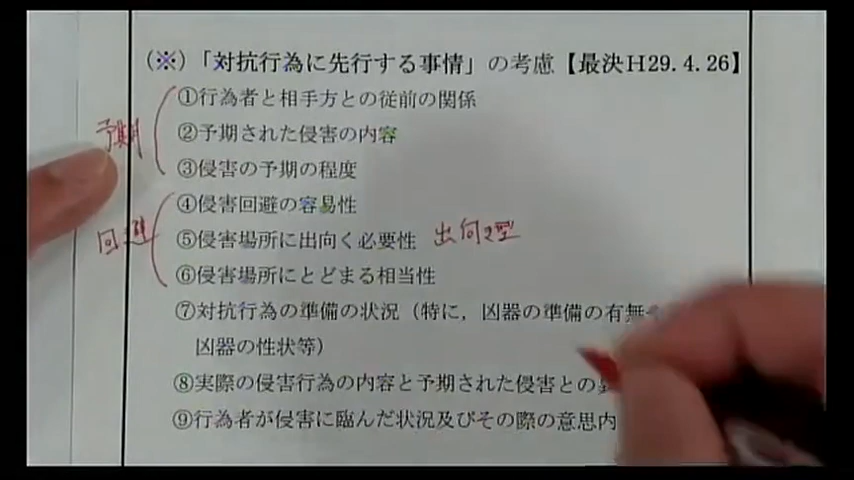 (※)「対抗行為に先行する事情」の考慮【最決H29.4.26】
①行為者と相手方との従前の関係
予期
②予期された侵害の内容
③侵害の予期の程度
④侵害回避の容易性
回避
⑤侵害場所に出向く必要性 出向き型
⑥侵害場所にとどまる相当性
⑦対抗行為の準備の状況(特に,凶器の準備の有無
凶器の性状等)
⑧実際の侵害行為の内容と予期された侵害との
⑨行為者が侵害に臨んだ状況及びその際の意思内